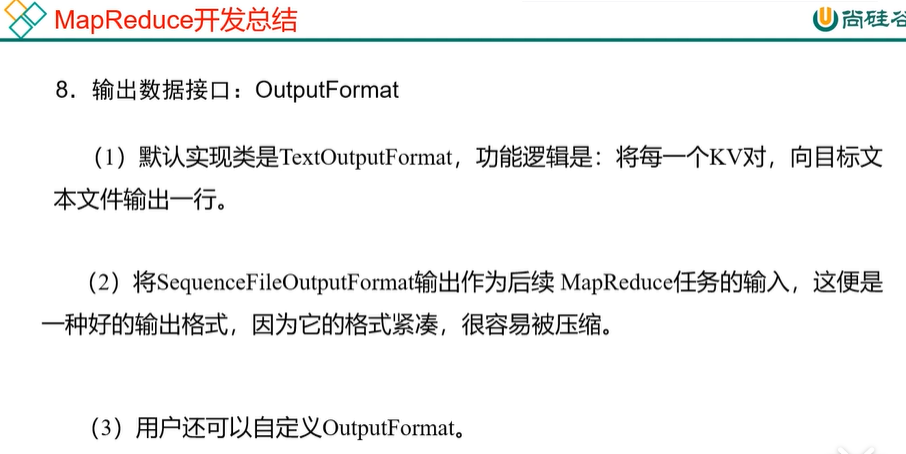 MapReduce开发总结
尚硅谷
8．输出数据接口：OutputFormat
（1）默认实现类是TextOutputFormat，功能逻辑是：将每一个KV对，向目标文
本文件输出一行。
（2）将SequenceFileOutputFormat输出作为后续 MapReduce任务的输入，这便是
一种好的输出格式，因为它的格式紧凑，很容易被压缩。
（3）用户还可以自定义OutputFormat。